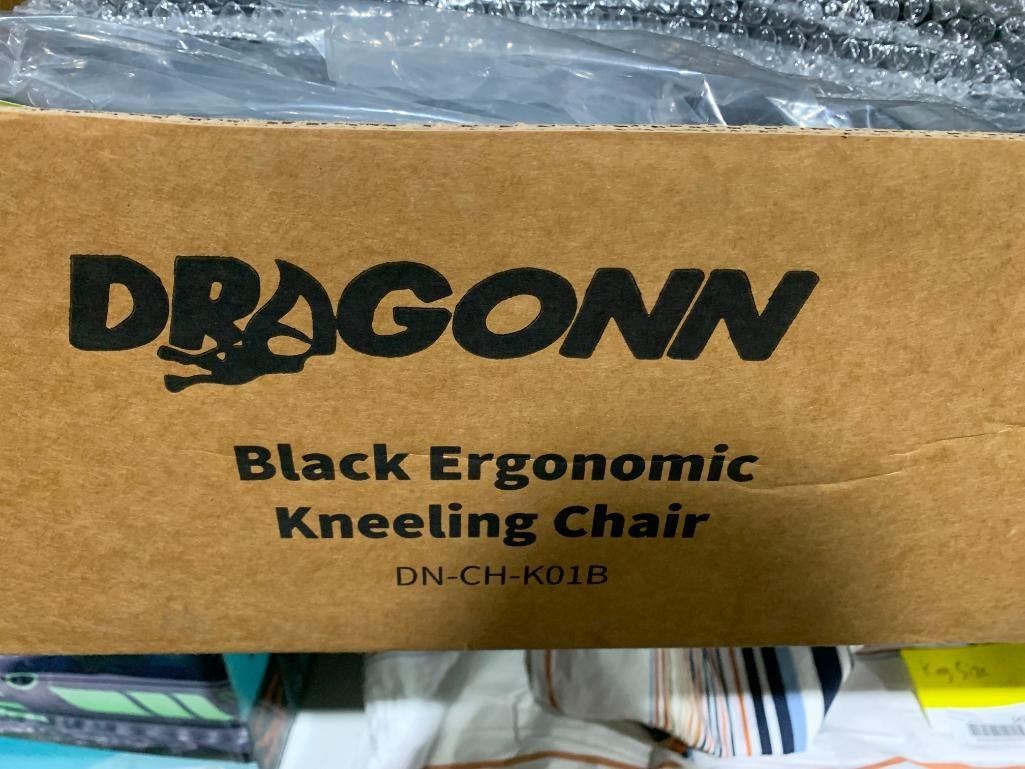 DRAGONN
Black Ergonomic
Kneeling Chair
DN-CH-K01B